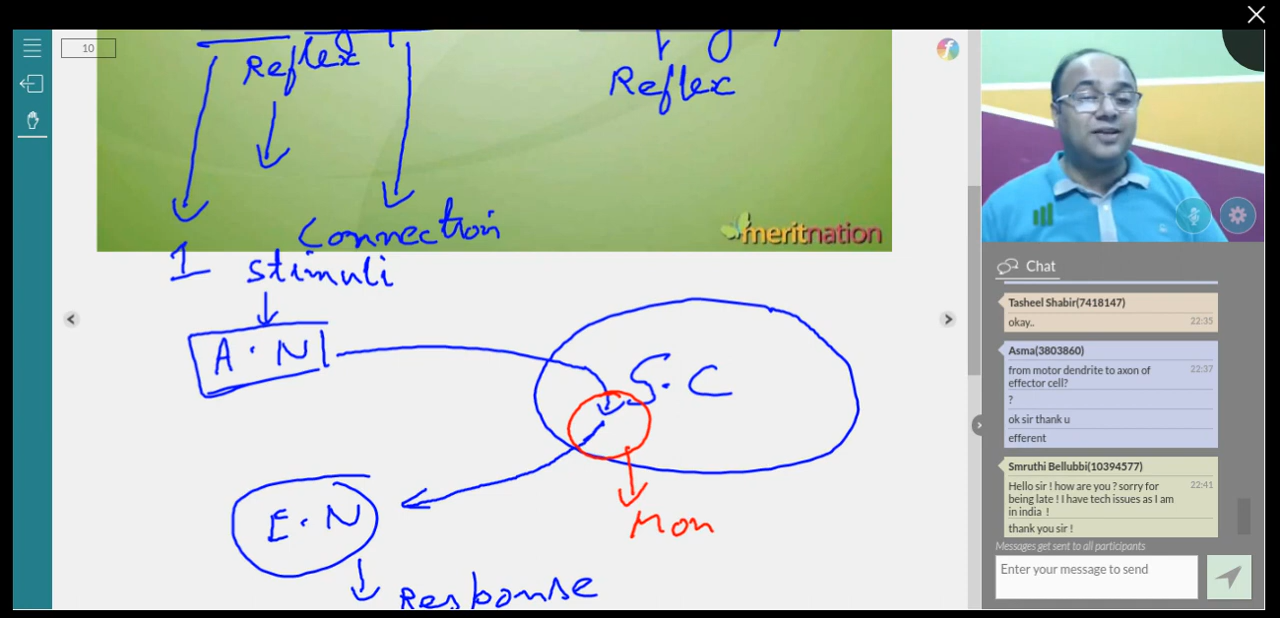 10
Reflex
Reflex
Connection
meritnation
1
stimuli
A.N
S.C
E.N
Mon
Response
Chat
Tasheel Shabir(7418147)
okay..
22:35
Asma(3803860)
from motor dendrite to axon of
22:37
effector cell?
?
ok sir thank u
efferent
Smruthi Bellubbi(10394577)
Hello sir ! how are you ? sorry for
22:41
being late ! I have tech issues as I am
in india !
thank you sir !
Messages get sent to all participants
Enter your message to send